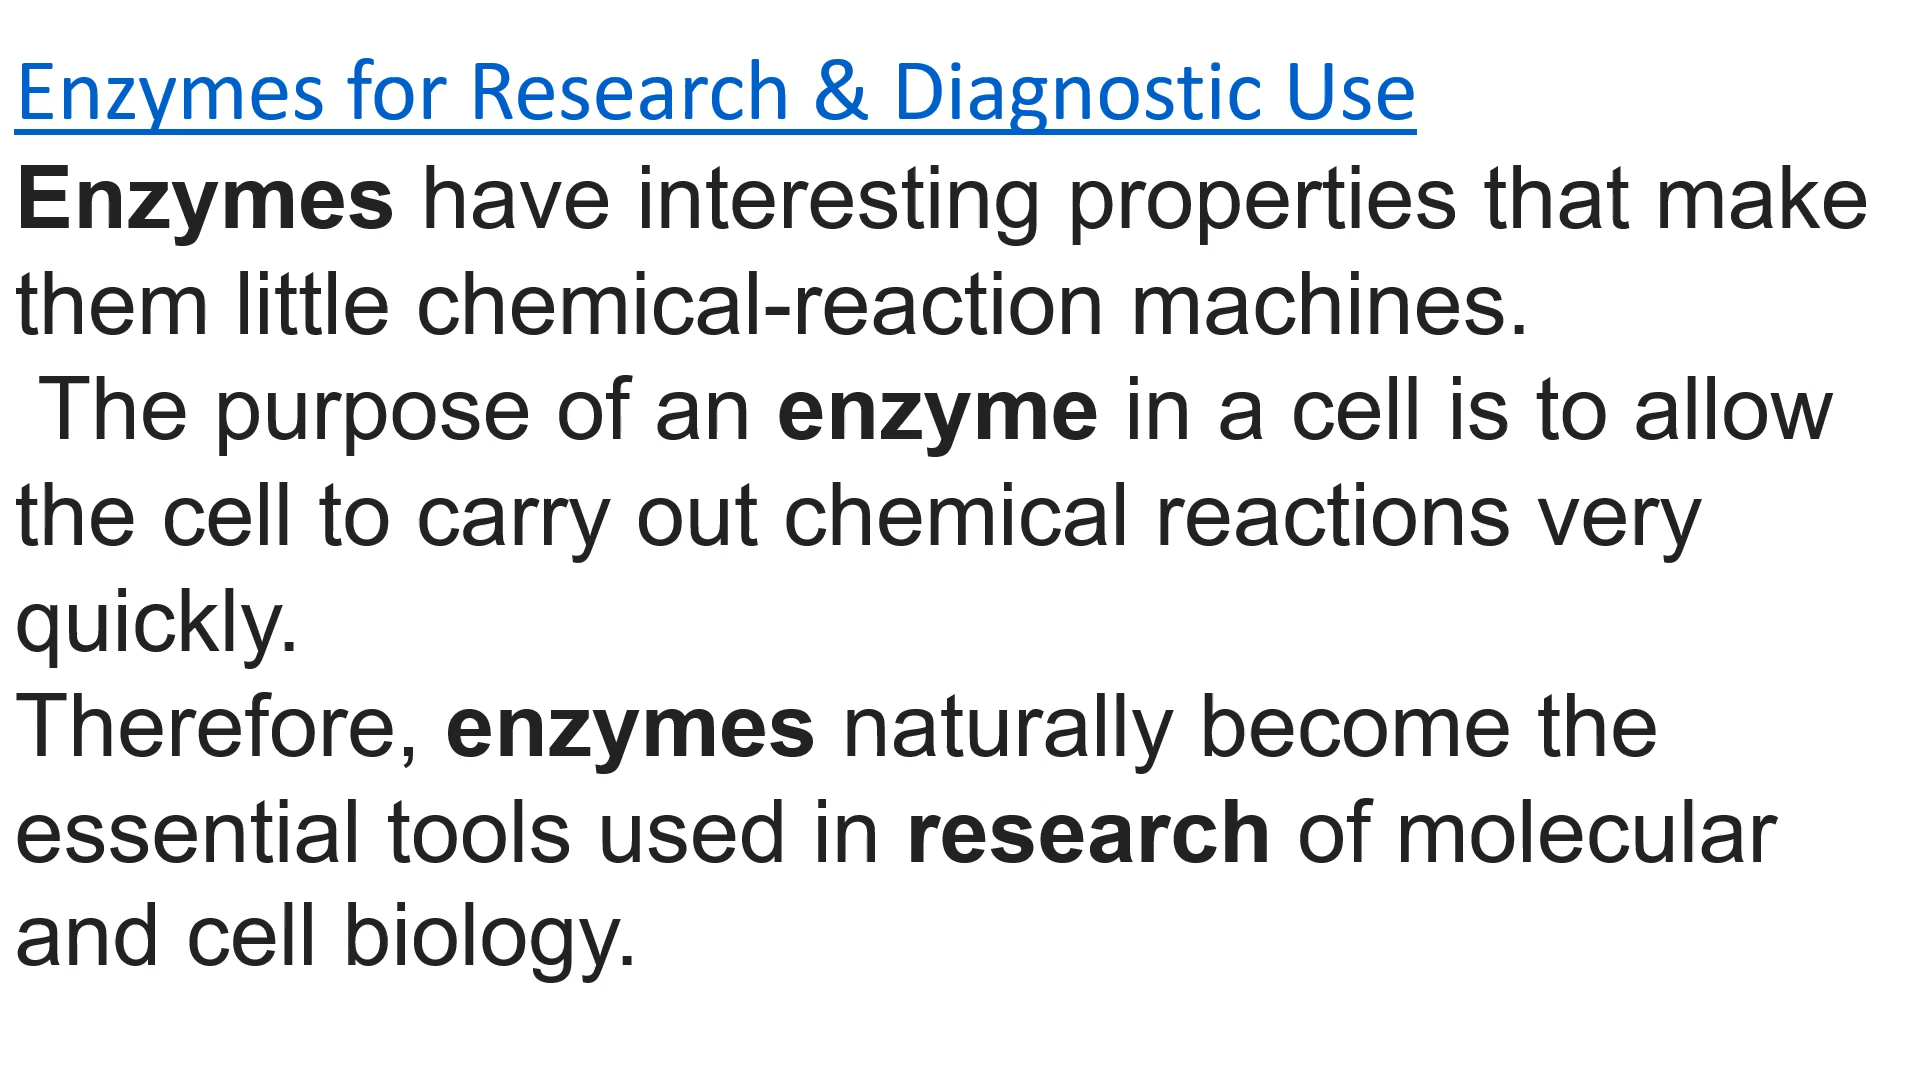 Enzymes for Research & Diagnostic Use
Enzymes have interesting properties that make
them little chemical-reaction machines.
The purpose of an enzyme in a cell is to allow
the cell to carry out chemical reactions very
quickly.
Therefore, enzymes naturally become the
essential tools used in research of molecular
and cell biology.